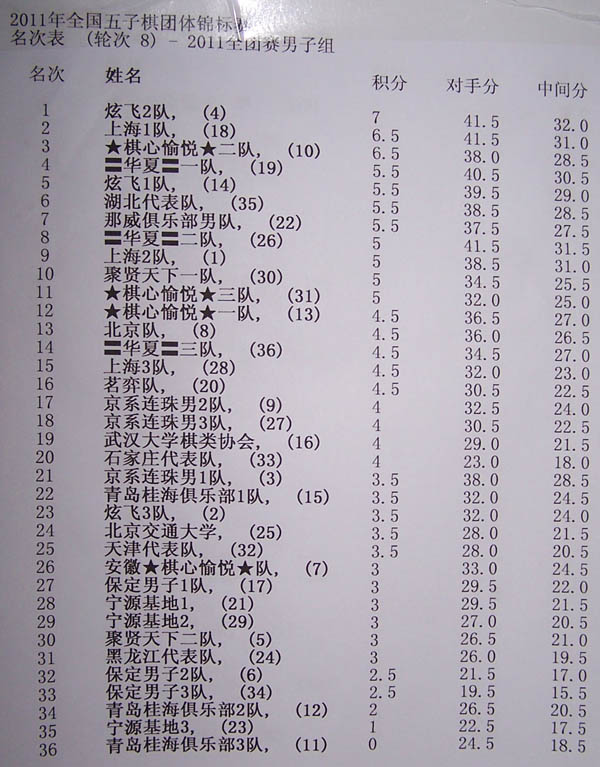 2011年全国五子棋团体锦标
名次表 (轮次 8) - 2011全团赛男子组
名次 姓名 积分 对手分 中间分
1 炫飞2队, (4) 7 41.5 32.0
2 上海1队, (18) 6.5 41.5 31.0
3 ★棋心愉悦★二队, (10) 6.5 38.0 28.5
4 〓华夏〓一队, (19) 5.5 40.5 30.5
5 炫飞1队, (14) 5.5 39.5 29.0
6 湖北代表队, (35) 5.5 38.5 28.5
7 那威俱乐部男队, (22) 5.5 37.5 27.5
8 〓华夏〓二队, (26) 5 41.5 31.5
9 上海2队, (1) 5 38.5 31.0
10 聚贤天下一队, (30) 5 34.5 25.5
11 ★棋心愉悦★三队, (31) 5 32.0 25.0
12 ★棋心愉悦★一队, (13) 4.5 36.5 27.0
13 北京队, (8) 4.5 36.0 26.5
14 〓华夏〓三队, (36) 4.5 34.5 27.0
15 上海3队, (28) 4.5 32.0 23.0
16 茗弈队, (20) 4.5 30.5 22.5
17 京系连珠男2队, (9) 4 32.5 24.0
18 京系连珠男3队, (27) 4 30.5 22.5
19 武汉大学棋类协会, (16) 4 29.0 21.5
20 石家庄代表队, (33) 4 23.0 18.0
21 京系连珠男1队, (3) 3.5 38.0 28.5
22 青岛桂海俱乐部1队, (15) 3.5 32.0 24.5
23 炫飞3队, (2) 3.5 32.0 24.0
24 北京交通大学, (25) 3.5 28.0 21.5
25 天津代表队, (32) 3.5 28.0 20.5
26 安徽★棋心愉悦★队, (7) 3 33.0 24.5
27 保定男子1队, (17) 3 29.5 22.0
28 宁源基地1, (21) 3 29.5 21.5
29 宁源基地2, (29) 3 27.0 20.5
30 聚贤天下二队, (5) 3 26.5 21.0
31 黑龙江代表队, (24) 3 26.0 19.5
32 保定男子2队, (6) 2.5 21.5 17.0
33 保定男子3队, (34) 2.5 19.5 15.5
34 青岛桂海俱乐部2队, (12) 2 26.5 20.5
35 宁源基地3, (23) 1 22.5 17.5
36 青岛桂海俱乐部3队, (11) 0 24.5 18.5